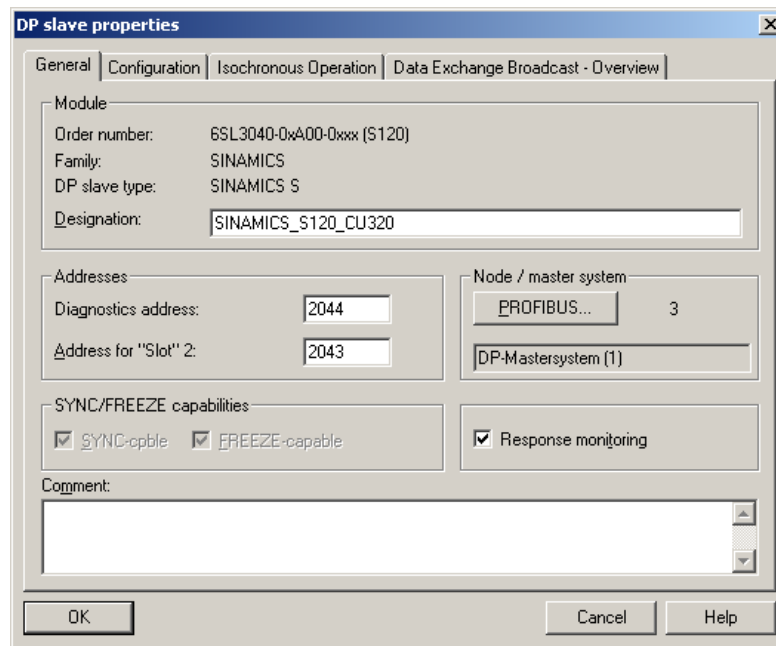 DP slave properties
General Configuration Isochronous Operation Data Exchange Broadcast - Overview
Module
Order number: 6SL3040-0xA00-0xxx (S120)
Family: SINAMICS
DP slave type: SINAMICS S
Designation: SINAMICS_S120_CU320
Addresses
Diagnostics address: 2044
Address for "Slot" 2: 2043
Node / master system
PROFIBUS... 3
DP-Mastersystem (1)
SYNC/FREEZE capabilities
SYNC-cpble FREEZE-capable
Response monitoring
Comment:
OK Cancel Help